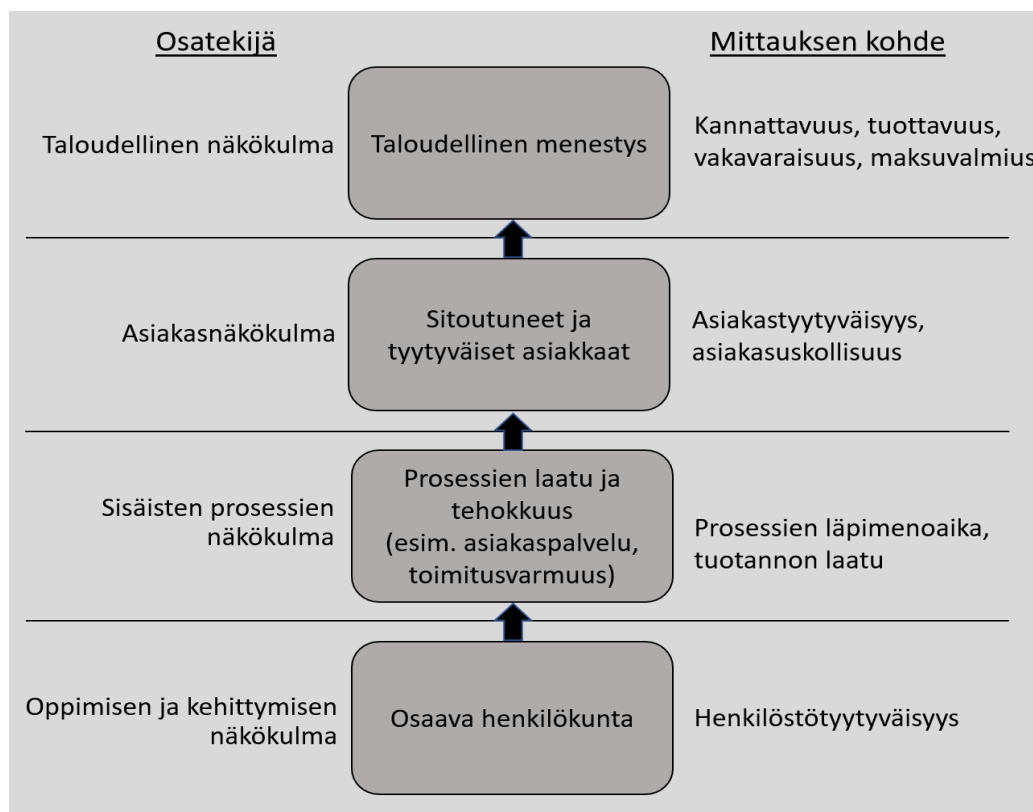 Osatekijä
Mittauksen kohde
Taloudellinen näkökulma
Taloudellinen menestys
Kannattavuus, tuottavuus,
vakavaraisuus, maksuvalmius
Asiakasnäkökulma
Sitoutuneet ja
tyytyväiset asiakkaat
Asiakastyytyväisyys,
asiakasuskollisuus
Sisäisten prosessien
näkökulma
Prosessien laatu ja
tehokkuus
(esim. asiakaspalvelu,
toimitusvarmuus)
Prosessien läpimenoaika,
tuotannon laatu
Oppimisen ja kehittymisen
näkökulma
Osaava henkilökunta
Henkilöstötyytyväisyys